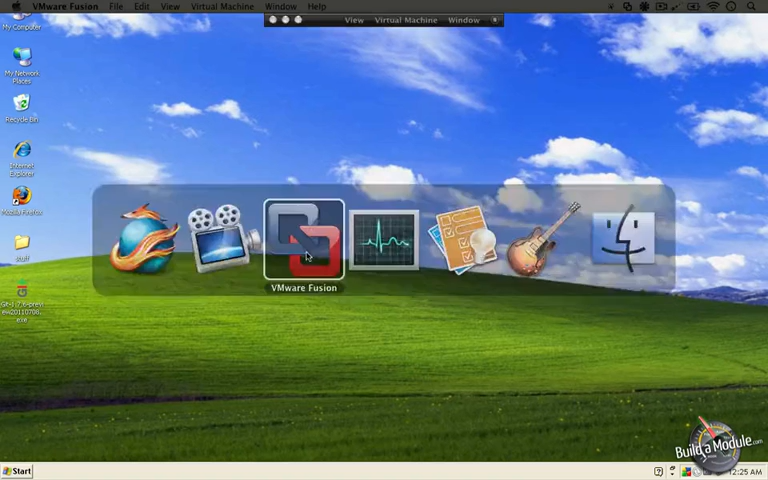 VMware Fusion File Edit View Virtual Machine Window Help
View Virtual Machine Window
My Computer
My Network
Places
Recycle Bin
Internet
Explorer
Mozilla Firefox
stuff
VMware Fusion
Build a Module.com
Start
12:25 AM